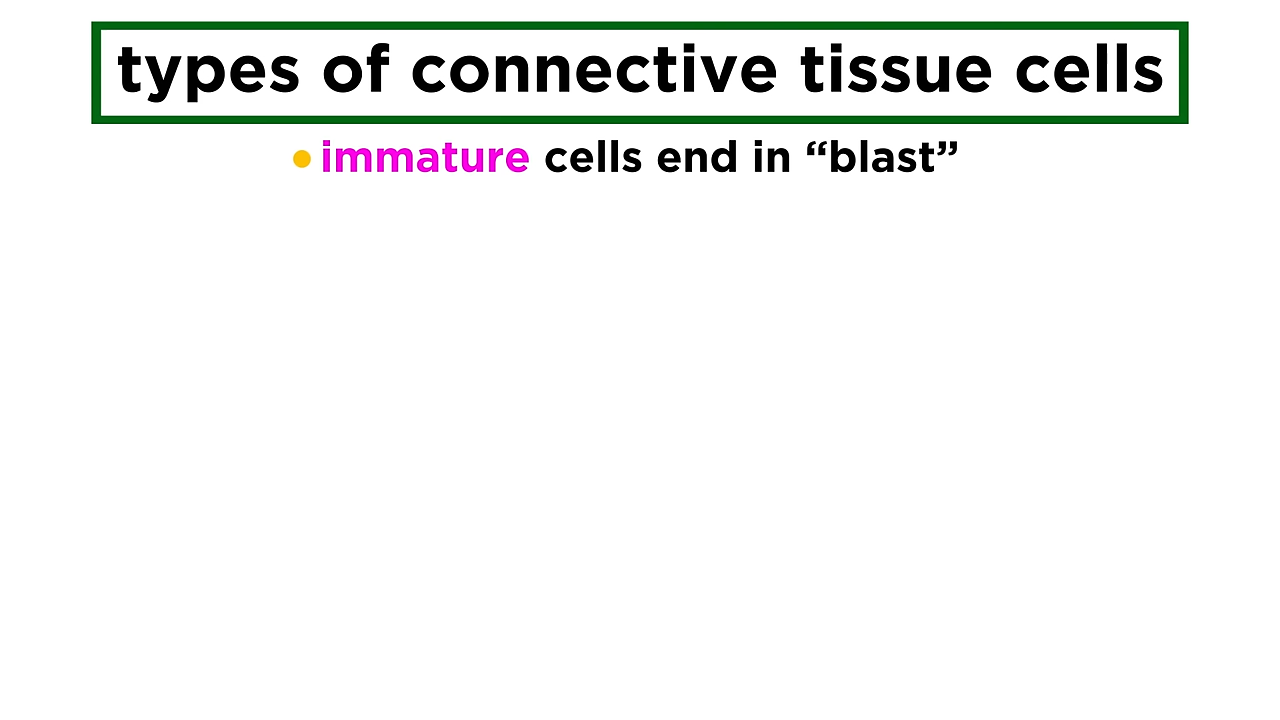 types of connective tissue cells
● immature cells end in “blast”